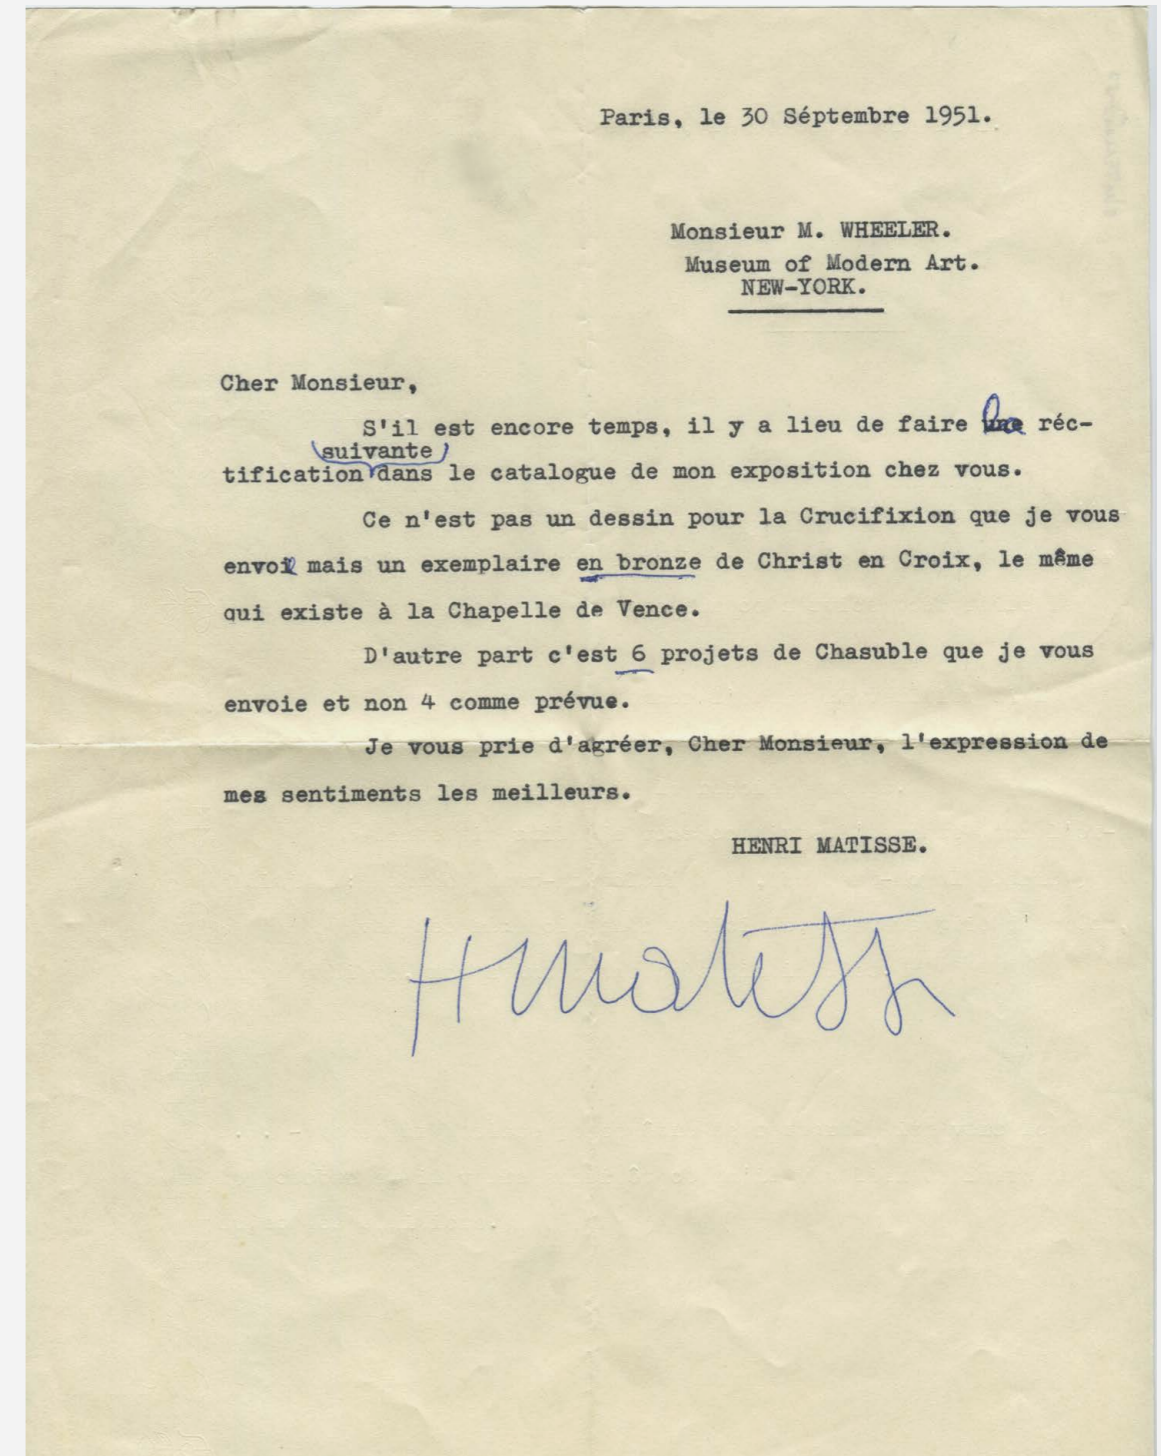 Paris, le 30 Séptembre 1951.
Monsieur M. WHEELER.
Museum of Modern Art.
NEW-YORK.
Cher Monsieur,
S'il est encore temps, il y a lieu de faire la réc-
suivante
tification dans le catalogue de mon exposition chez vous.
Ce n'est pas un dessin pour la Crucifixion que je vous
envoie mais un exemplaire en bronze de Christ en Croix, le même
qui existe à la Chapelle de Vence.
D'autre part c'est 6 projets de Chasuble que je vous
envoie et non 4 comme prévue.
Je vous prie d'agréer, Cher Monsieur, l'expression de
mes sentiments les meilleurs.
HENRI MATISSE.
HMatisse